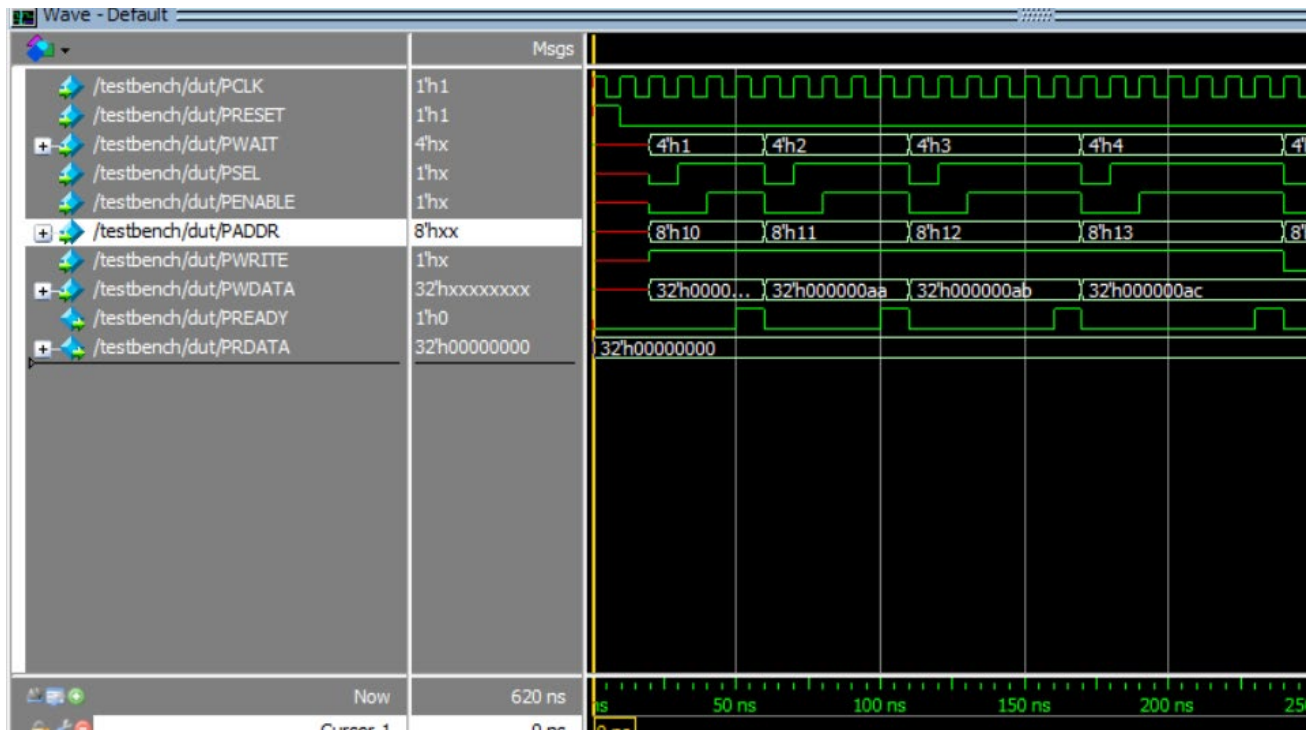 Wave - Default
Msgs
/testbench/dut/PCLK 1'h1
/testbench/dut/PRESET 1'h1
/testbench/dut/PWAIT 4'hx 4'h1 4'h2 4'h3 4'h4
/testbench/dut/PSEL 1'hx
/testbench/dut/PENABLE 1'hx
/testbench/dut/PADDR 8'hxx 8'h10 8'h11 8'h12 8'h13
/testbench/dut/PWRITE 1'hx
/testbench/dut/PWDATA 32'hxxxxxxxx 32'h0000... 32'h000000aa 32'h000000ab 32'h000000ac
/testbench/dut/PREADY 1'h0
/testbench/dut/PRDATA 32'h00000000 32'h00000000
Now 620 ns 50 ns 100 ns 150 ns 200 ns
Cursor 1 0 ns